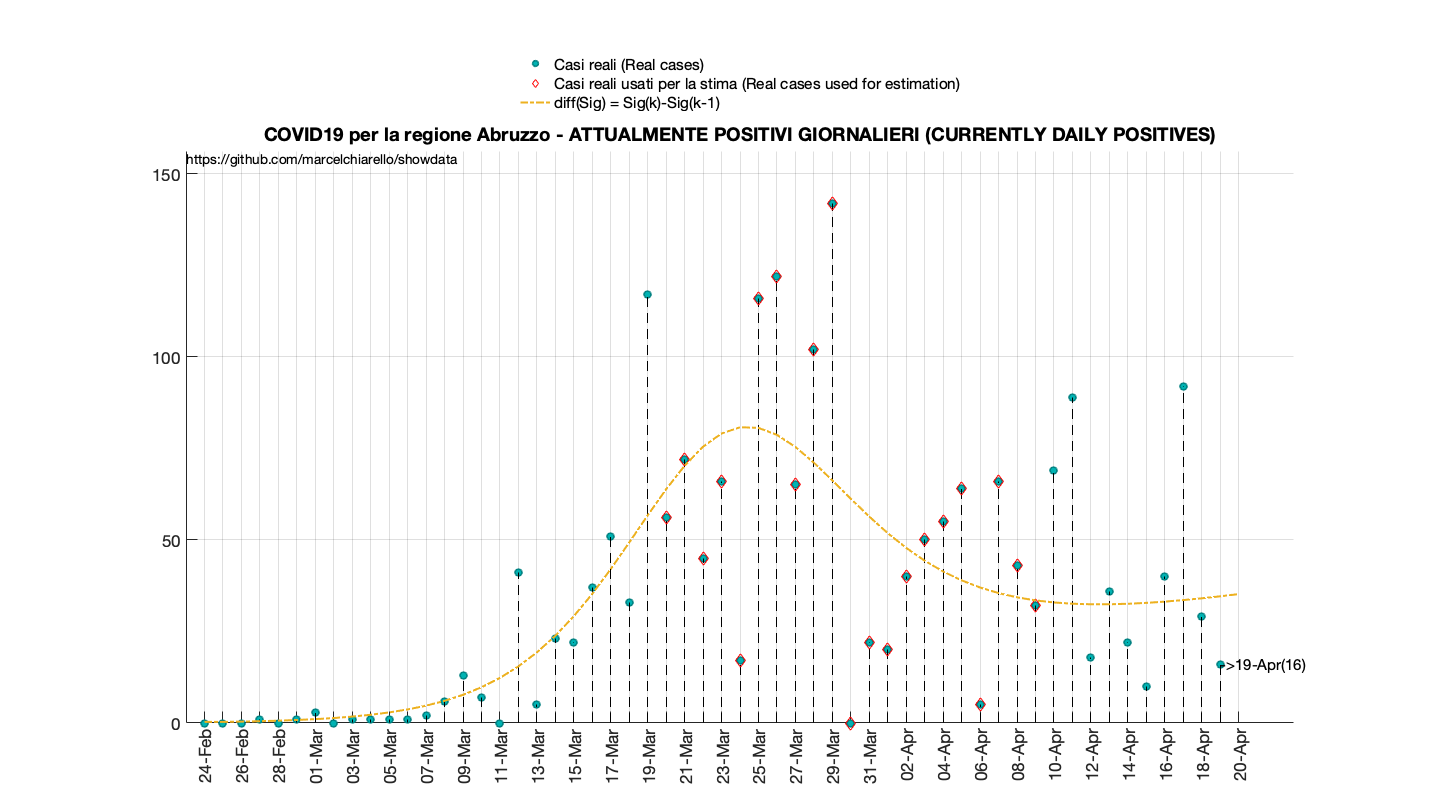 Casi reali (Real cases)
Casi reali usati per la stima (Real cases used for estimation)
diff(Sig) = Sig(k)-Sig(k-1)
COVID19 per la regione Abruzzo - ATTUALMENTE POSITIVI GIORNALIERI (CURRENTLY DAILY POSITIVES)
https://github.com/marcelchiarello/showdata
150
100
50
0
->19-Apr(16)
24-Feb
26-Feb
28-Feb
01-Mar
03-Mar
05-Mar
07-Mar
09-Mar
11-Mar
13-Mar
15-Mar
17-Mar
19-Mar
21-Mar
23-Mar
25-Mar
27-Mar
29-Mar
31-Mar
02-Apr
04-Apr
06-Apr
08-Apr
10-Apr
12-Apr
14-Apr
16-Apr
18-Apr
20-Apr